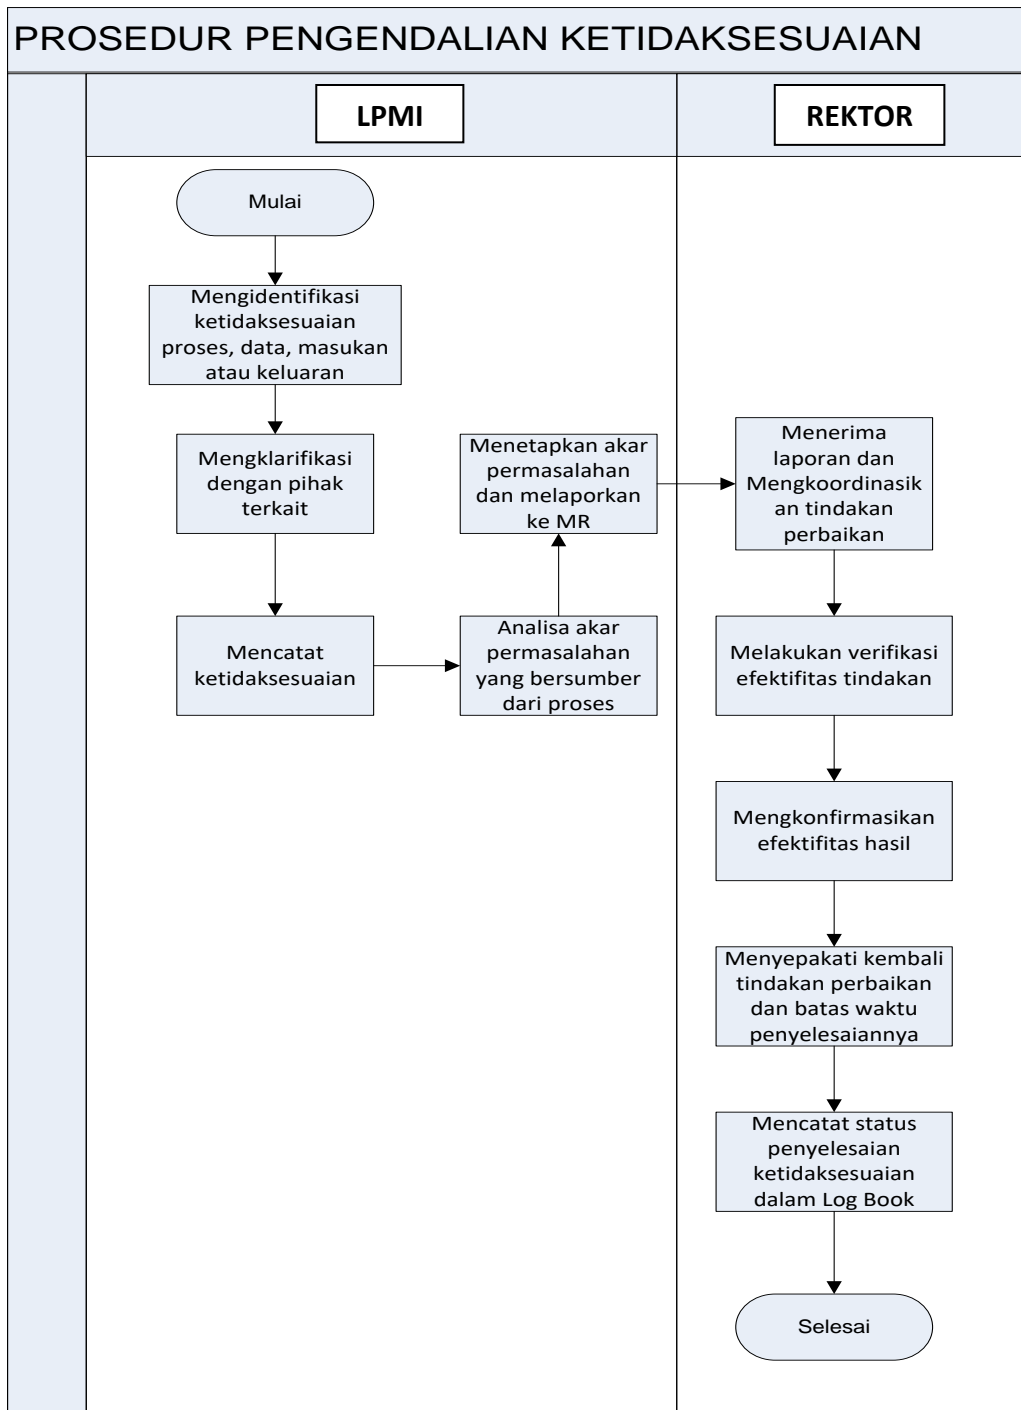 PROSEDUR PENGENDALIAN KETIDAKSESUAIAN
LPMI
REKTOR
Mulai
Mengidentifikasi
ketidaksesuaian
proses, data, masukan
atau keluaran
Mengklarifikasi
dengan pihak
terkait
Mencatat
ketidaksesuaian
Analisa akar
permasalahan
yang bersumber
dari proses
Menetapkan akar
permasalahan
dan melaporkan
ke MR
Menerima
laporan dan
Mengkoordinasik
an tindakan
perbaikan
Melakukan verifikasi
efektifitas tindakan
Mengkonfirmasikan
efektifitas hasil
Menyepakati kembali
tindakan perbaikan
dan batas waktu
penyelesaiannya
Mencatat status
penyelesaian
ketidaksesuaian
dalam Log Book
Selesai